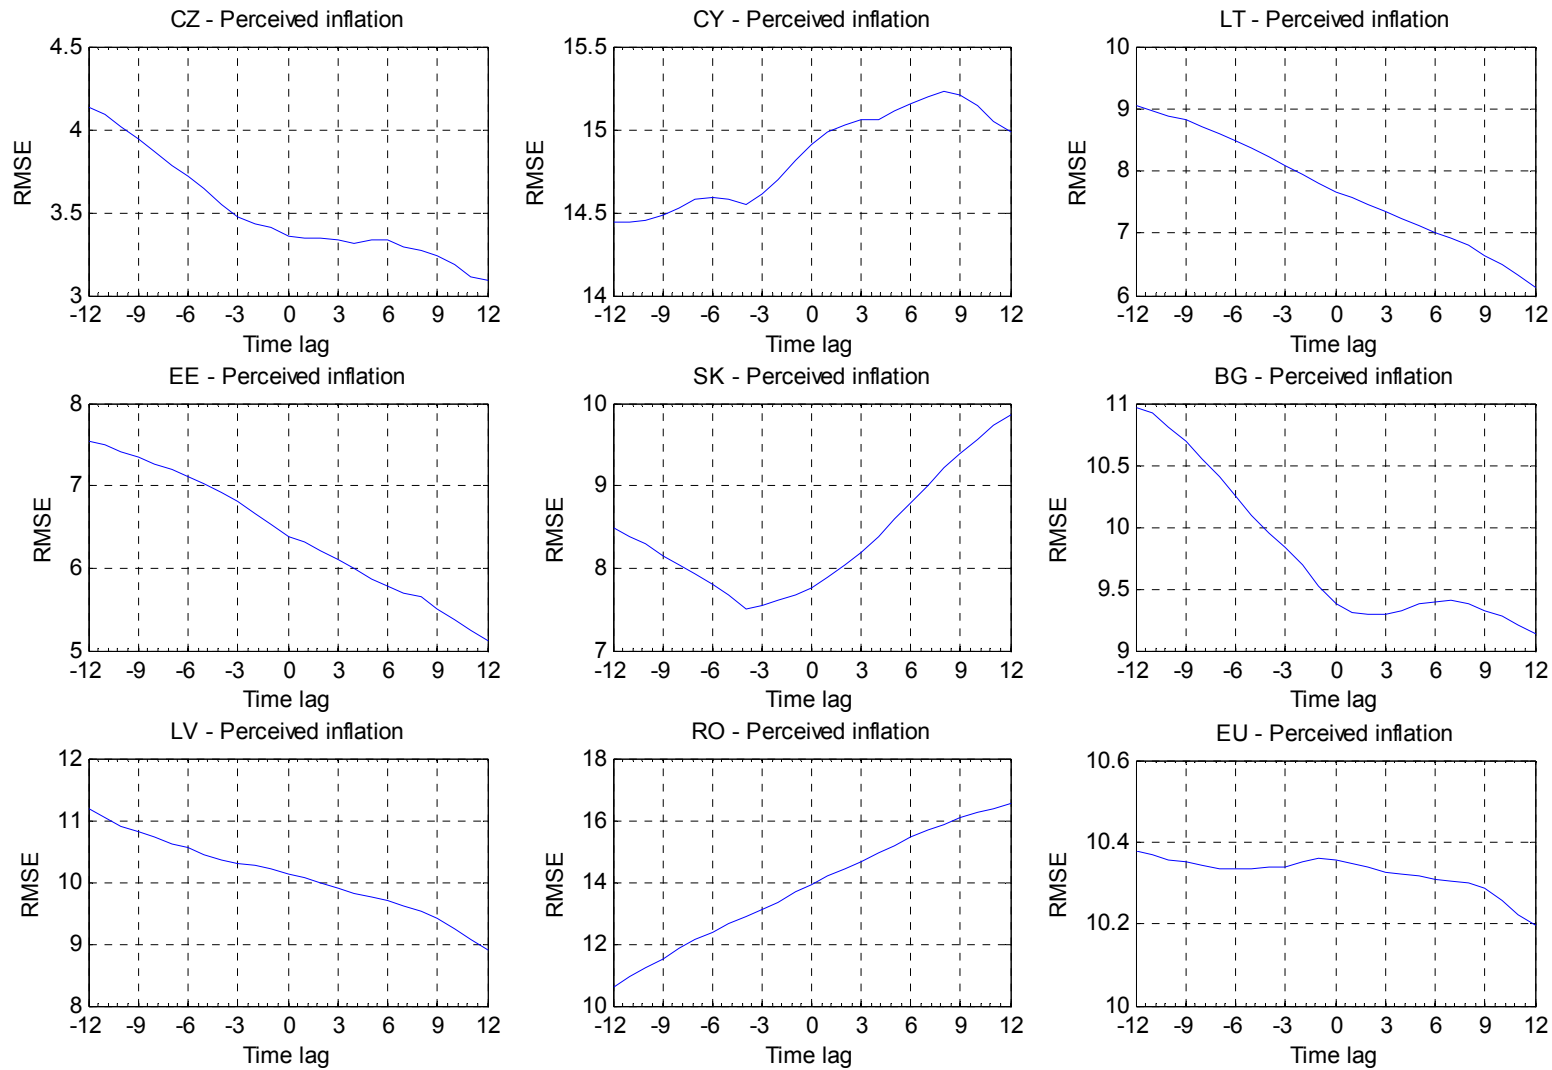 CZ - Perceived inflation
4.5
4
3.5
3
RMSE
-12 -9 -6 -3 0 3 6 9 12
Time lag
CY - Perceived inflation
15.5
15
14.5
14
RMSE
-12 -9 -6 -3 0 3 6 9 12
Time lag
LT - Perceived inflation
10
9
8
7
6
RMSE
-12 -9 -6 -3 0 3 6 9 12
Time lag
EE - Perceived inflation
8
7
6
5
RMSE
-12 -9 -6 -3 0 3 6 9 12
Time lag
SK - Perceived inflation
10
9
8
7
RMSE
-12 -9 -6 -3 0 3 6 9 12
Time lag
BG - Perceived inflation
11
10.5
10
9.5
9
RMSE
-12 -9 -6 -3 0 3 6 9 12
Time lag
LV - Perceived inflation
12
11
10
9
8
RMSE
-12 -9 -6 -3 0 3 6 9 12
Time lag
RO - Perceived inflation
18
16
14
12
10
RMSE
-12 -9 -6 -3 0 3 6 9 12
Time lag
EU - Perceived inflation
10.6
10.4
10.2
10
RMSE
-12 -9 -6 -3 0 3 6 9 12
Time lag